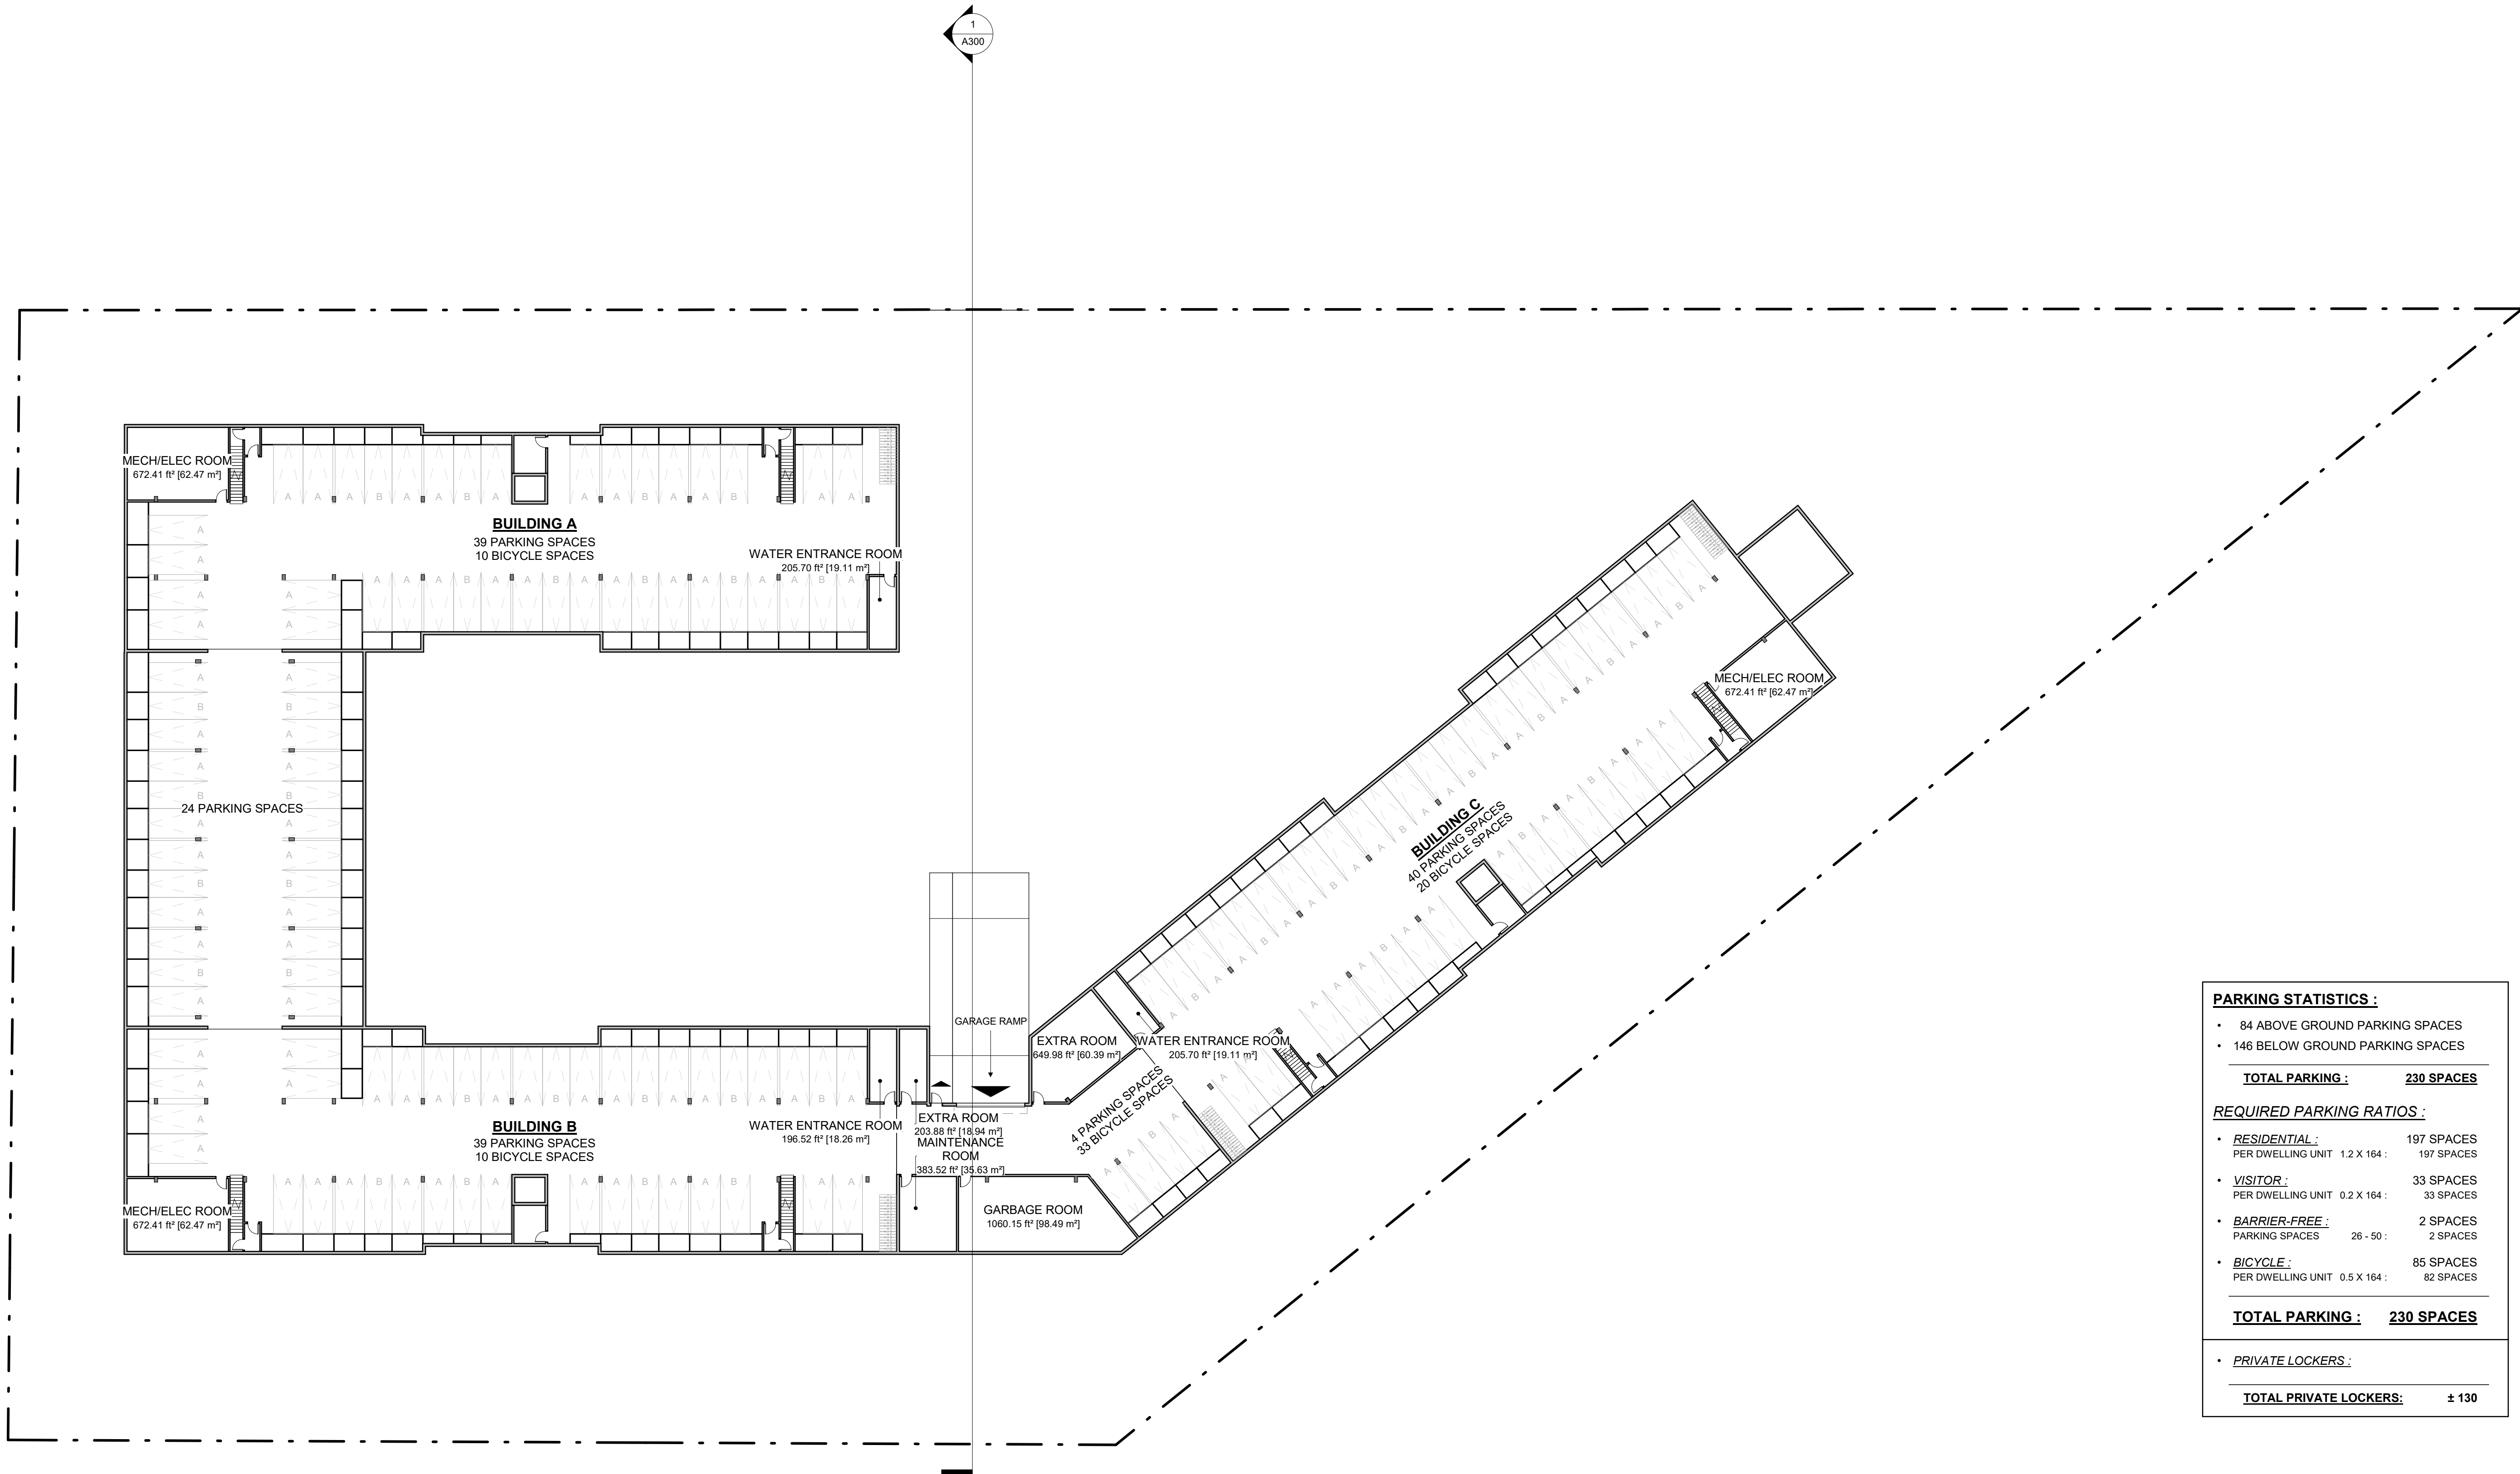 1
A300
MECH/ELEC ROOM
672.41 ft² [62.47 m²]
A A A B A A B A
A A B A A B
A A
BUILDING A
39 PARKING SPACES
10 BICYCLE SPACES
WATER ENTRANCE ROOM
205.70 ft² [19.11 m²]
A
A
A
A
A
A
A A A B A A B A A B A A B A A B A
A
B
A
A
B
A
A
B
A
A
B
A
24 PARKING SPACES
A
B
A
A
B
A
A
B
A
A
B
A
BUILDING C
40 PARKING SPACES
20 BICYCLE SPACES
MECH/ELEC ROOM
672.41 ft² [62.47 m²]
GARAGE RAMP
EXTRA ROOM
649.98 ft² [60.39 m²]
WATER ENTRANCE ROOM
205.70 ft² [19.11 m²]
4 PARKING SPACES
33 BICYCLE SPACES
A A B A
A
A
A
A
A
A
A A A B A A B A A B A A B A A B A
BUILDING B
39 PARKING SPACES
10 BICYCLE SPACES
WATER ENTRANCE ROOM
196.52 ft² [18.26 m²]
EXTRA ROOM
203.88 ft² [18.94 m²]
MAINTENANCE
ROOM
383.52 ft² [35.63 m²]
MECH/ELEC ROOM
672.41 ft² [62.47 m²]
A A A B A A B A
A A B A A B
A A
GARBAGE ROOM
1060.15 ft² [98.49 m²]
PARKING STATISTICS :
• 84 ABOVE GROUND PARKING SPACES
• 146 BELOW GROUND PARKING SPACES
TOTAL PARKING : 230 SPACES
REQUIRED PARKING RATIOS :
• RESIDENTIAL : 197 SPACES
PER DWELLING UNIT 1.2 X 164 : 197 SPACES
• VISITOR : 33 SPACES
PER DWELLING UNIT 0.2 X 164 : 33 SPACES
• BARRIER-FREE : 2 SPACES
PARKING SPACES 26 - 50 : 2 SPACES
• BICYCLE : 85 SPACES
PER DWELLING UNIT 0.5 X 164 : 82 SPACES
TOTAL PARKING : 230 SPACES
• PRIVATE LOCKERS :
TOTAL PRIVATE LOCKERS: ± 130